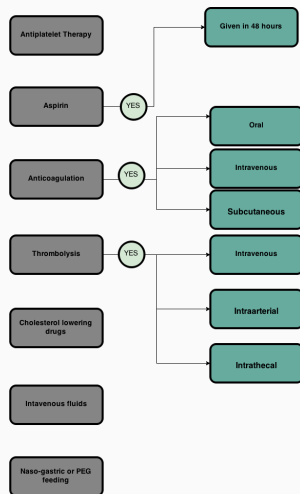 Antiplatelet Therapy
Given in 48 hours
Aspirin
YES
Oral
Anticoagulation
YES
Intravenous
Subcutaneous
Thrombolysis
YES
Intravenous
Intraarterial
Cholesterol lowering
drugs
Intrathecal
Intavenous fluids
Naso-gastric or PEG
feeding